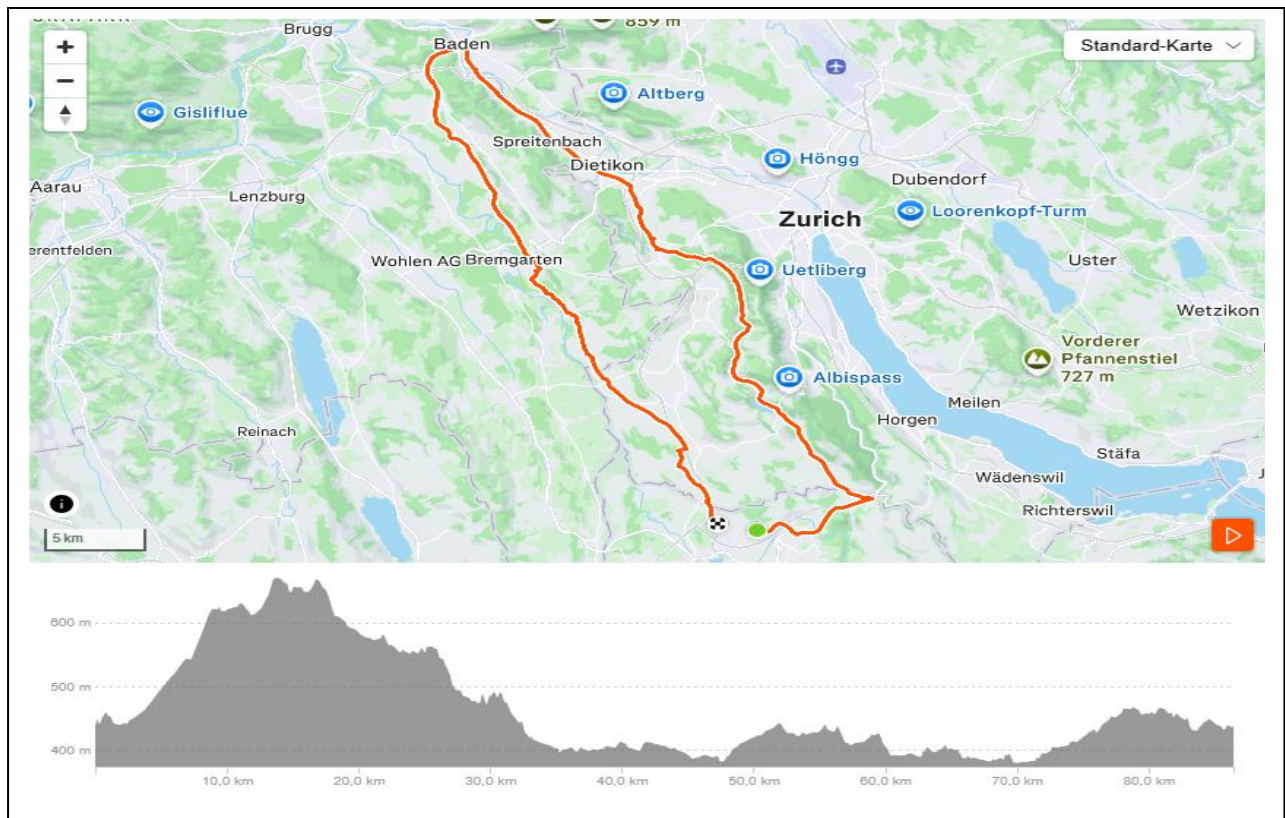 859 m
Brugg
Baden
Standard-Karte
Altberg
Gisliflue
Spreitenbach
Höngg
Dietikon
Aarau
Dubendorf
Lenzburg
Loorenkopf-Turm
Zurich
erentfelden
Wohlen AG
Bremgarten
Uetliberg
Uster
Wetzikon
Vorderer
Pfannenstiel
727 m
Albispass
Meilen
Horgen
Reinach
Stäfa
Wädenswil
Richterswil
5 km
600 m
500 m
400 m
10,0 km
20,0 km
30,0 km
40,0 km
50,0 km
60,0 km
70,0 km
80,0 km